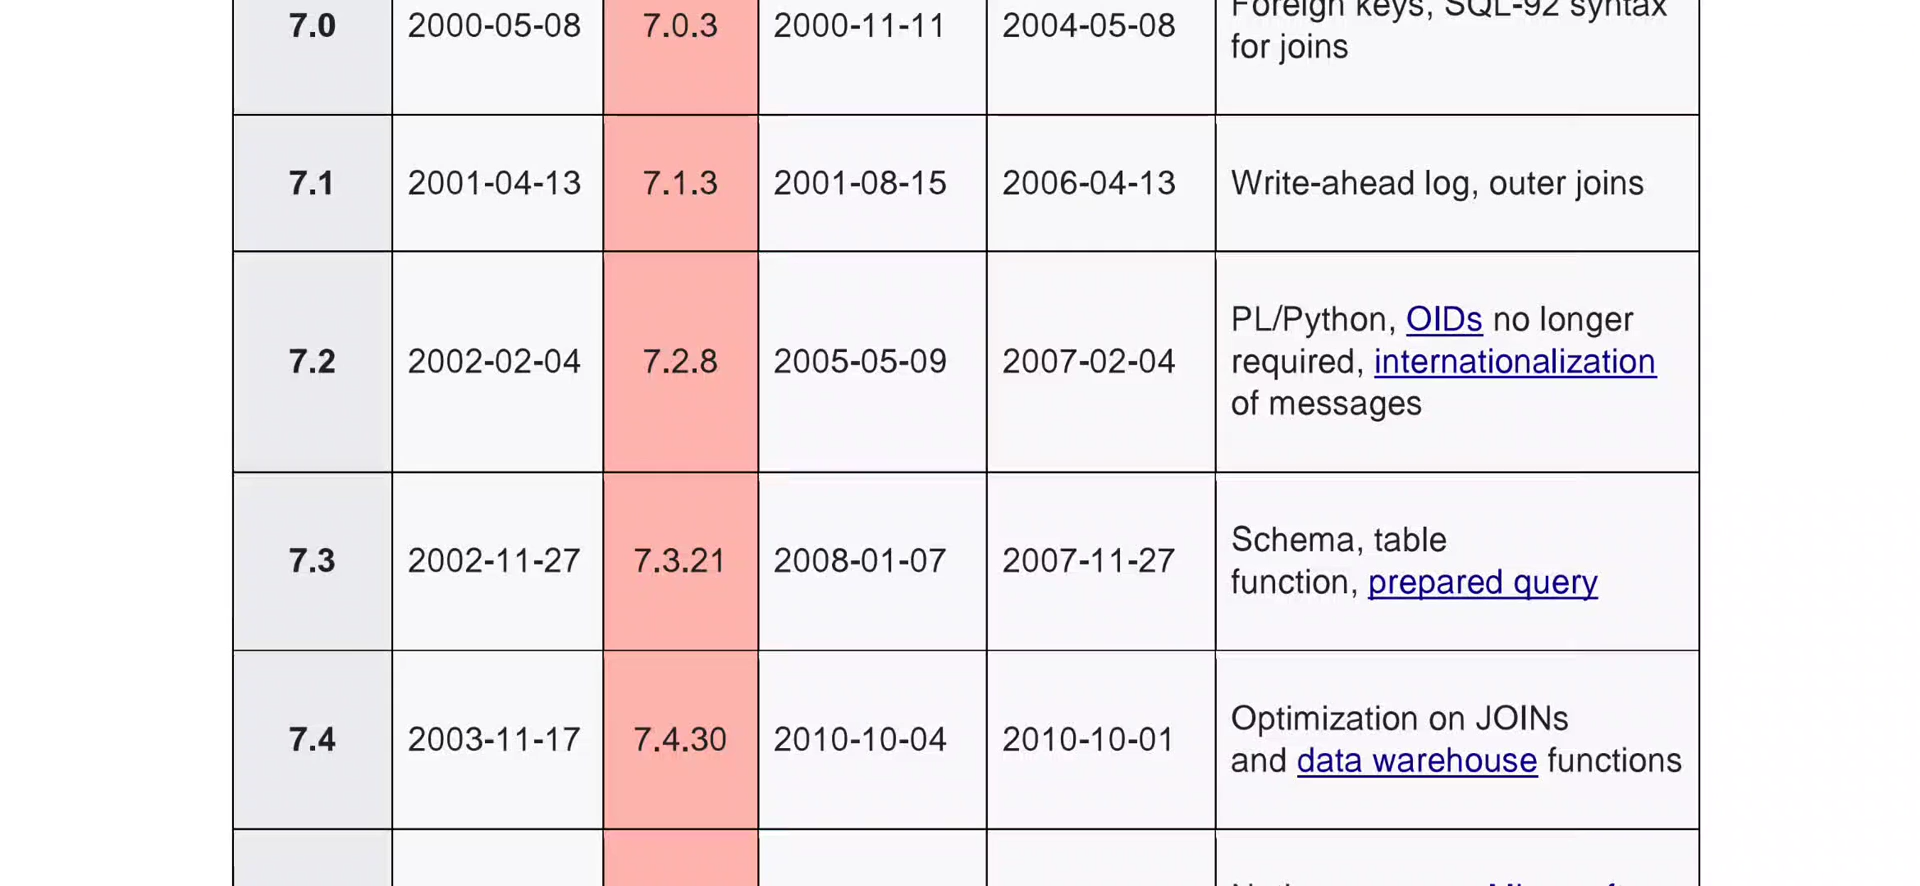 7.0 2000-05-08 7.0.3 2000-11-11 2004-05-08 Foreign keys, SQL-92 syntax
for joins
7.1 2001-04-13 7.1.3 2001-08-15 2006-04-13 Write-ahead log, outer joins
PL/Python, OIDs no longer
7.2 2002-02-04 7.2.8 2005-05-09 2007-02-04 required, internationalization
of messages
Schema, table
7.3 2002-11-27 7.3.21 2008-01-07 2007-11-27 function, prepared query
Optimization on JOINs
7.4 2003-11-17 7.4.30 2010-10-04 2010-10-01 and data warehouse functions